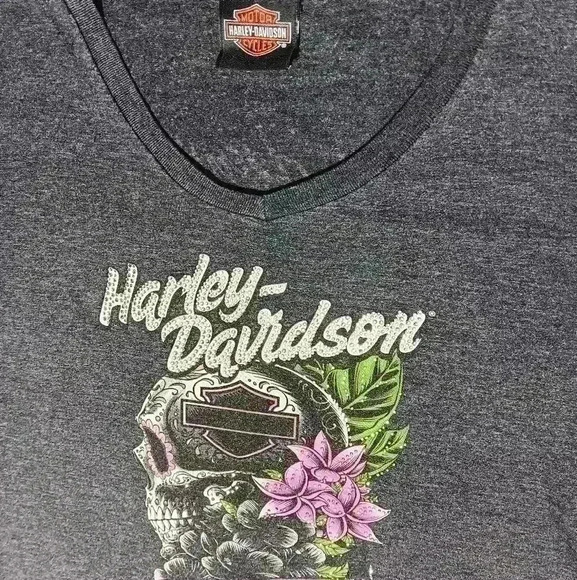 MOTOR
HARLEY-DAVIDSON
CYCLES
®
Harley-
Davidson®